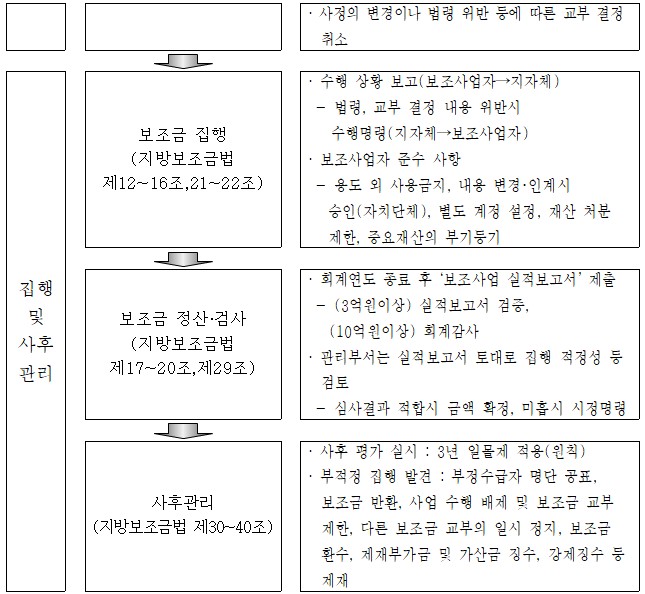 · 사정의 변경이나 법령 위반 등에 따른 교부 결정
취소
집행
및
사후
관리
보조금 집행
(지방보조금법
제12~16조,21~22조)
· 수행 상황 보고(보조사업자→지자체)
- 법령, 교부 결정 내용 위반시
수행명령(지자체→보조사업자)
· 보조사업자 준수 사항
- 용도 외 사용금지, 내용 변경·인계시
승인(자치단체), 별도 계정 설정, 재산 처분
제한, 중요재산의 부기등기
보조금 정산·검사
(지방보조금법
제17~20조,제29조)
· 회계연도 종료 후 ‘보조사업 실적보고서’ 제출
- (3억원이상) 실적보고서 검증,
(10억원이상) 회계감사
· 관리부서는 실적보고서 토대로 집행 적정성 등
검토
- 심사결과 적합시 금액 확정, 미흡시 시정명령
사후관리
(지방보조금법 제30~40조)
· 사후 평가 실시 : 3년 일몰제 적용(원칙)
· 부적정 집행 발견 : 부정수급자 명단 공표,
보조금 반환, 사업 수행 배제 및 보조금 교부
제한, 다른 보조금 교부의 일시 정지, 보조금
환수, 제재부가금 및 가산금 징수, 강제징수 등
제재